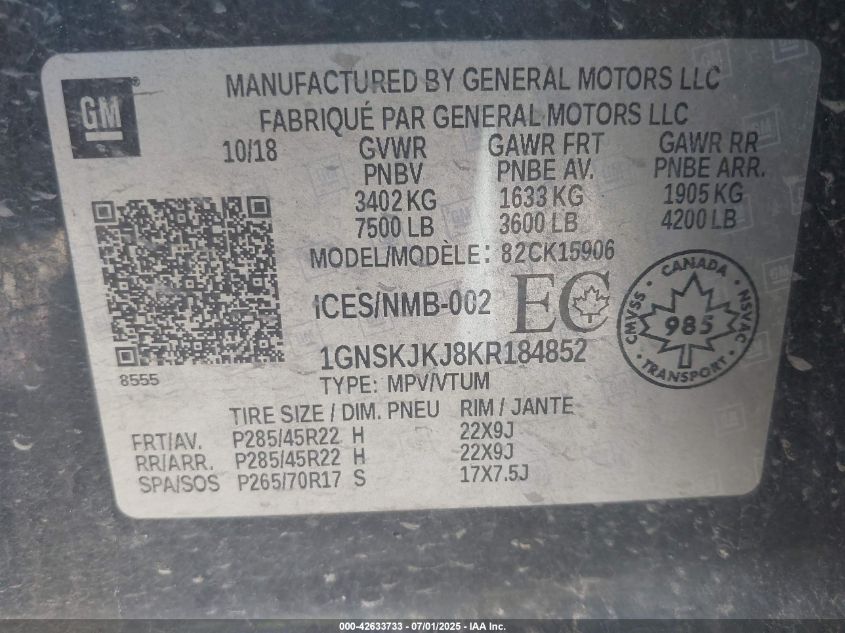 GM
MANUFACTURED BY GENERAL MOTORS LLC
FABRIQUÉ PAR GENERAL MOTORS LLC
10/18 GVWR GAWR FRT GAWR RR
PNBV PNBE AV. PNBE ARR.
3402 KG 1633 KG 1905 KG
7500 LB 3600 LB 4200 LB
MODEL/MODÈLE: 82CK15906
ICES/NMB-002 EC
CANADA
CMVSS 985 NSVAC
TRANSPORT
1GNSKJKJ8KR184852
8555
TYPE: MPV/VTUM
TIRE SIZE / DIM. PNEU RIM / JANTE
FRT/AV. P285/45R22 H 22X9J
RR/ARR. P285/45R22 H 22X9J
SPA/SOS P265/70R17 S 17X7.5J
000-42633733 - 07/01/2025 - IAA Inc.